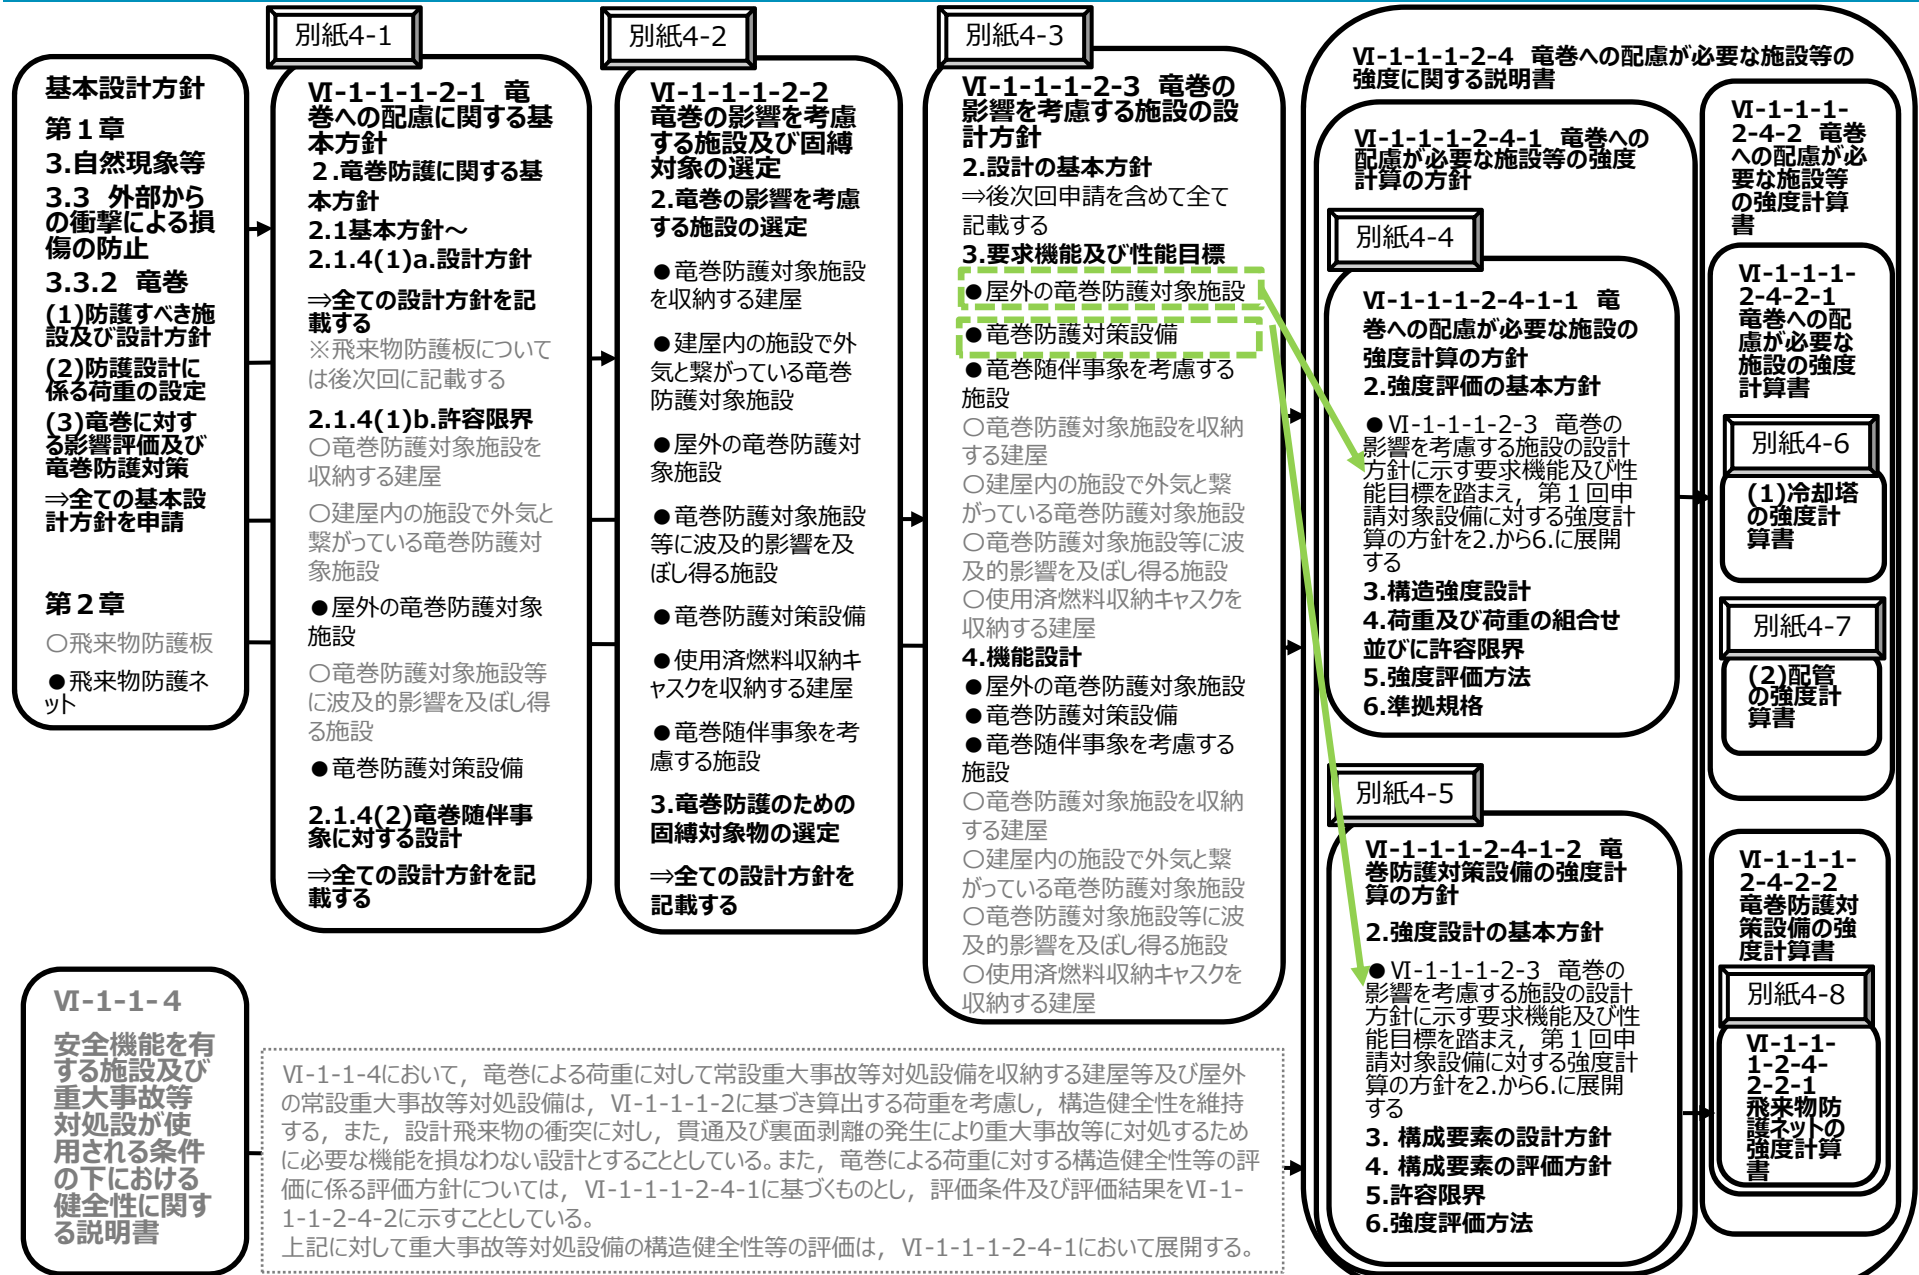 基本設計方針
第１章
3.自然現象等
3.3 外部から
の衝撃による損
傷の防止
3.3.2 竜巻
(1)防護すべき施
設及び設計方針
(2)防護設計に
係る荷重の設定
(3)竜巻に対す
る影響評価及び
竜巻防護対策
⇒全ての基本設
計方針を申請
第２章
○飛来物防護板
●飛来物防護ネ
ット
別紙4-1
Ⅵ-1-1-1-2-1 竜
巻への配慮に関する基
本方針
２.竜巻防護に関する基
本方針
2.1基本方針～
2.1.4(1)a.設計方針
⇒全ての設計方針を記
載する
※飛来物防護板について
は後次回に記載する
2.1.4(1)b.許容限界
○竜巻防護対象施設を
収納する建屋
○建屋内の施設で外気と
繋がっている竜巻防護対
象施設
●屋外の竜巻防護対象
施設
○竜巻防護対象施設等
に波及的影響を及ぼし得
る施設
●竜巻防護対策設備
2.1.4(2)竜巻随伴事
象に対する設計
⇒全ての設計方針を記
載する
別紙4-2
Ⅵ-1-1-1-2-2
竜巻の影響を考慮
する施設及び固縛
対象の選定
2.竜巻の影響を考慮
する施設の選定
●竜巻防護対象施設
を収納する建屋
●建屋内の施設で外
気と繋がっている竜巻
防護対象施設
●屋外の竜巻防護対
象施設
●竜巻防護対象施設
等に波及的影響を及
ぼし得る施設
●竜巻防護対策設備
●使用済燃料収納キ
ャスクを収納する建屋
●竜巻随伴事象を考
慮する施設
3.竜巻防護のための
固縛対象物の選定
⇒全ての設計方針を
記載する
別紙4-3
Ⅵ-1-1-1-2-3 竜巻の
影響を考慮する施設の設
計方針
2.設計の基本方針
⇒後次回申請を含めて全て
記載する
3.要求機能及び性能目標
●屋外の竜巻防護対象施設
●竜巻防護対策設備
●竜巻随伴事象を考慮する
施設
○竜巻防護対象施設を収納
する建屋
○建屋内の施設で外気と繋
がっている竜巻防護対象施設
○竜巻防護対象施設等に波
及的影響を及ぼし得る施設
○使用済燃料収納キャスクを
収納する建屋
4.機能設計
●屋外の竜巻防護対象施設
●竜巻防護対策設備
●竜巻随伴事象を考慮する
施設
○竜巻防護対象施設を収納
する建屋
○建屋内の施設で外気と繋
がっている竜巻防護対象施設
○竜巻防護対象施設等に波
及的影響を及ぼし得る施設
○使用済燃料収納キャスクを
収納する建屋
Ⅵ-1-1-1-2-4 竜巻への配慮が必要な施設等の
強度に関する説明書
Ⅵ-1-1-1-2-4-1 竜巻への
配慮が必要な施設等の強度
計算の方針
別紙4-4
Ⅵ-1-1-1-2-4-1-1 竜
巻への配慮が必要な施設の
強度計算の方針
2.強度評価の基本方針
●Ⅵ-1-1-1-2-3 竜巻の
影響を考慮する施設の設計
方針に示す要求機能及び性
能目標を踏まえ，第１回申
請対象設備に対する強度計
算の方針を2.から6.に展開
する
3.構造強度設計
4.荷重及び荷重の組合せ
並びに許容限界
5.強度評価方法
6.準拠規格
別紙4-5
Ⅵ-1-1-1-2-4-1-2 竜
巻防護対策設備の強度計
算の方針
2.強度設計の基本方針
●Ⅵ-1-1-1-2-3 竜巻の
影響を考慮する施設の設計
方針に示す要求機能及び性
能目標を踏まえ，第１回申
請対象設備に対する強度計
算の方針を2.から6.に展開
する
3. 構成要素の設計方針
4. 構成要素の評価方針
5.許容限界
6.強度評価方法
Ⅵ-1-1-1-
2-4-2 竜巻
への配慮が必
要な施設等
の強度計算
書
Ⅵ-1-1-1-
2-4-2-1
竜巻への配
慮が必要な
施設の強度
計算書
別紙4-6
(1)冷却塔
の強度計
算書
別紙4-7
(2)配管
の強度計
算書
Ⅵ-1-1-1-
2-4-2-2
竜巻防護対
策設備の強
度計算書
別紙4-8
Ⅵ-1-1-
1-2-4-
2-2-1
飛来物防
護ネットの
強度計算
書
Ⅵ-1-1-４
安全機能を有
する施設及び
重大事故等
対処設が使
用される条件
の下における
健全性に関す
る説明書
Ⅵ-1-1-4において，竜巻による荷重に対して常設重大事故等対処設備を収納する建屋等及び屋外
の常設重大事故等対処設備は，Ⅵ-1-1-1-2に基づき算出する荷重を考慮し，構造健全性を維持
する，また，設計飛来物の衝突に対し，貫通及び裏面剥離の発生により重大事故等に対処するため
に必要な機能を損なわない設計とすることとしている。また，竜巻による荷重に対する構造健全性等の評
価に係る評価方針については，Ⅵ-1-1-1-2-4-1に基づくものとし，評価条件及び評価結果をⅥ-1-
1-1-2-4-2に示すこととしている。
上記に対して重大事故等対処設備の構造健全性等の評価は，Ⅵ-1-1-1-2-4-1において展開する。